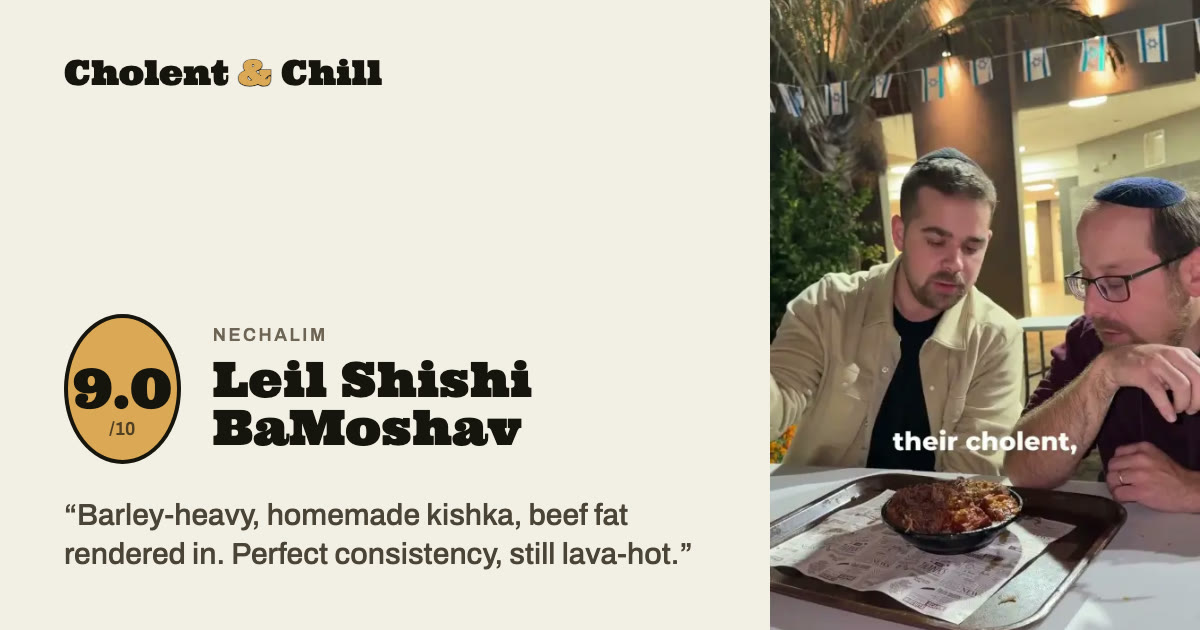 Cholent & Chill
9.0
/10
NECHALIM
Leil Shishi
BaMoshav
“Barley-heavy, homemade kishka, beef fat
rendered in. Perfect consistency, still lava-hot.”
their cholent,